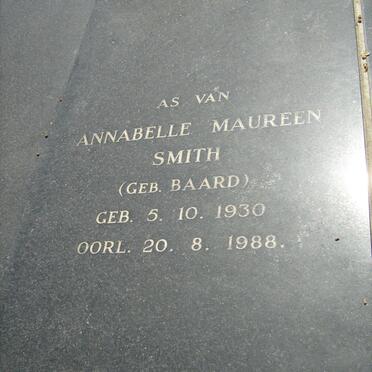 AS VAN
ANNABELLE MAUREEN
SMITH
(GEB. BAARD)
GEB. 5. 10. 1930
OORL. 20. 8. 1988.